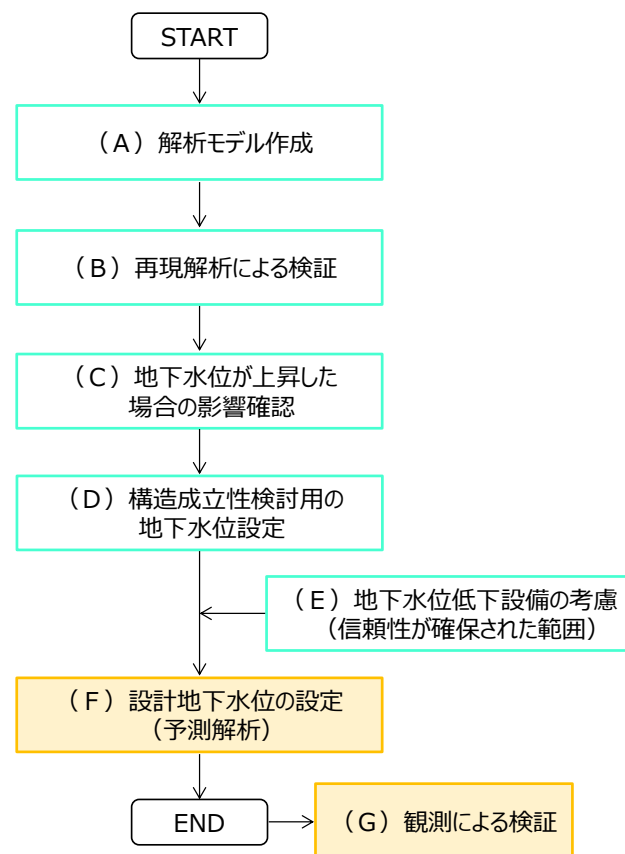 START
(A)解析モデル作成
(B)再現解析による検証
(C)地下水位が上昇した
場合の影響確認
(D)構造成立性検討用の
地下水位設定
(E)地下水位低下設備の考慮
(信頼性が確保された範囲)
(F)設計地下水位の設定
(予測解析)
END
(G)観測による検証